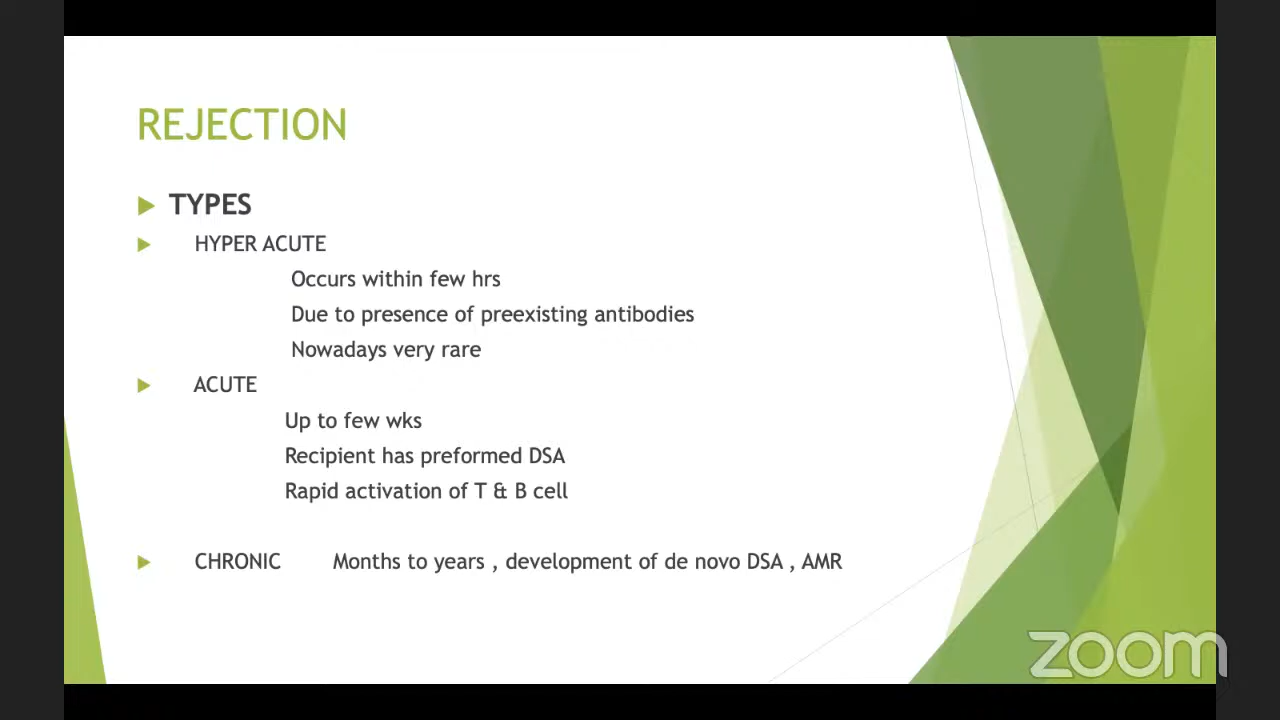 REJECTION
TYPES
HYPER ACUTE
Occurs within few hrs
Due to presence of preexisting antibodies
Nowadays very rare
ACUTE
Up to few wks
Recipient has preformed DSA
Rapid activation of T & B cell
CHRONIC Months to years , development of de novo DSA , AMR
zoom